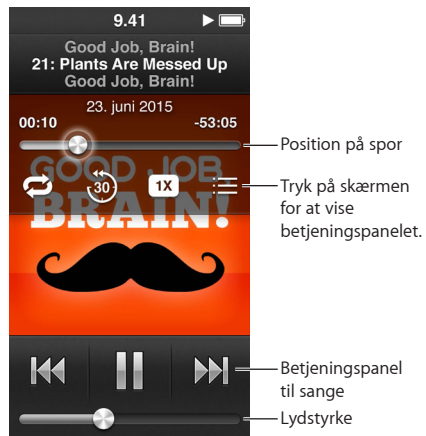 9.41
Good Job, Brain!
21: Plants Are Messed Up
Good Job, Brain!
23. juni 2015
00:10
-53:05
Position på spor
GOOD JOB
30
1X
BRAIN!
Tryk på skærmen
for at vise
betjeningspanelet.
Betjeningspanel
til sange
Lydstyrke